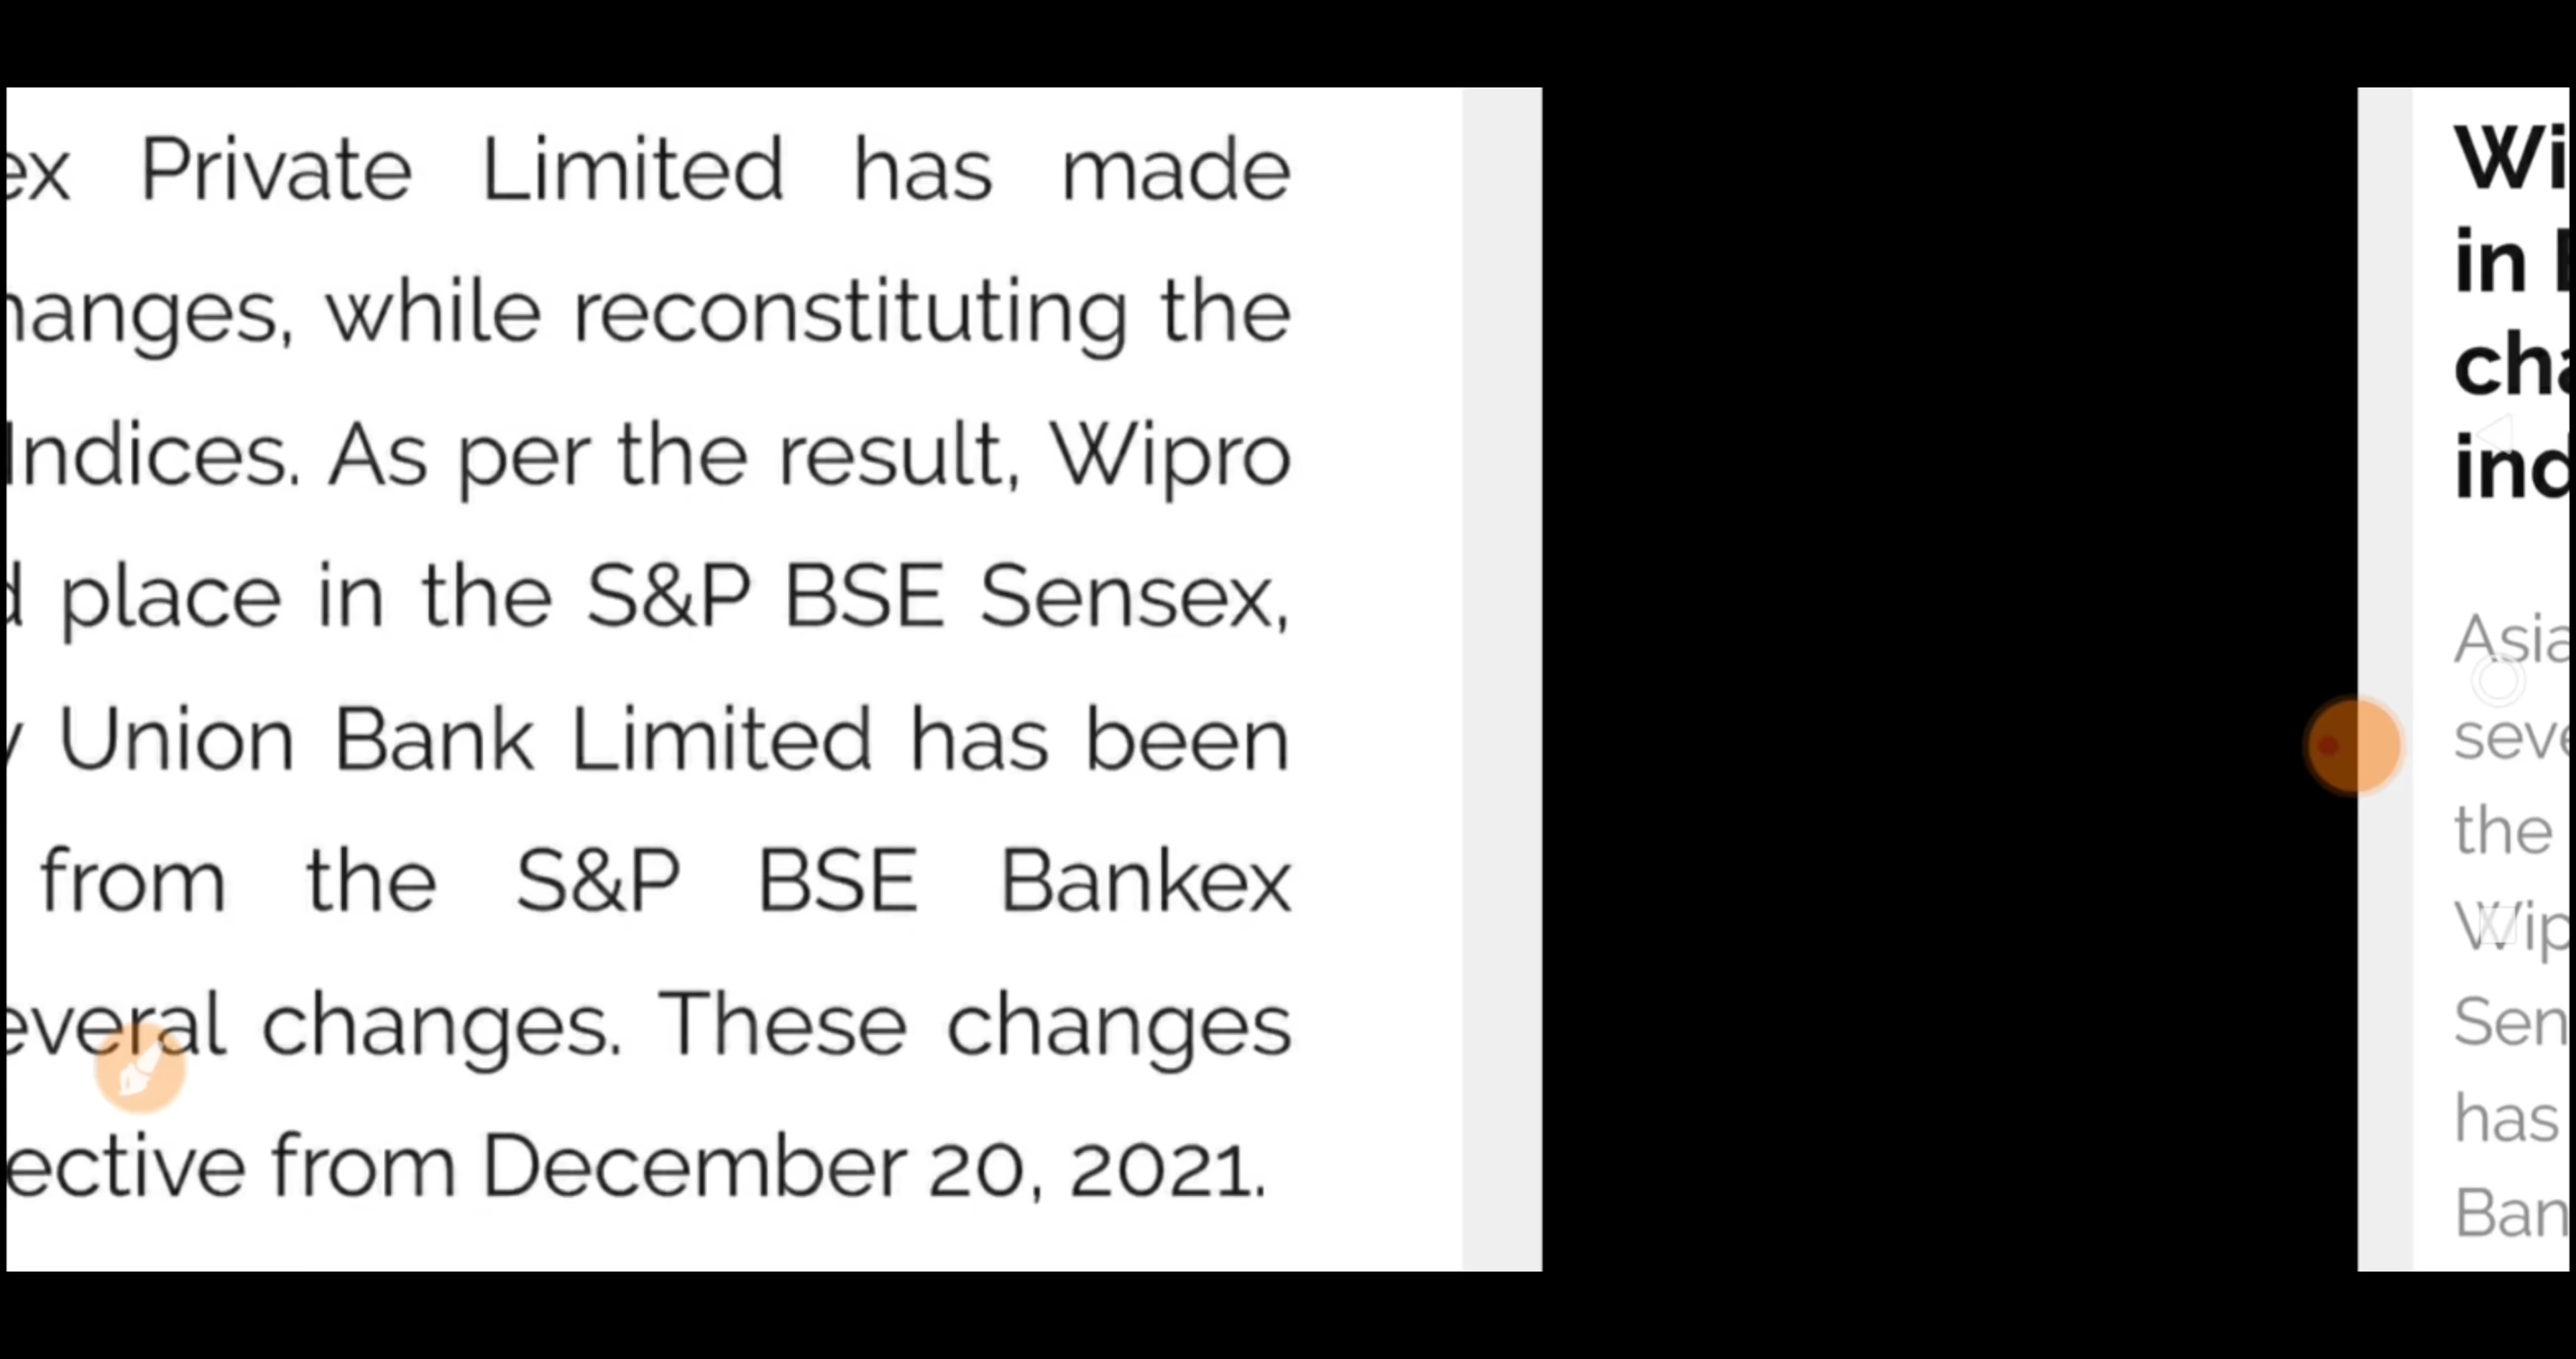 ex Private Limited has made
hanges, while reconstituting the
Indices. As per the result, Wipro
d place in the S&P BSE Sensex,
y Union Bank Limited has been
from the S&P BSE Bankex
everal changes. These changes
ective from December 20, 2021.
Wi
in
cha
ind
Asia
seve
the
Wip
Sen
has
Ban